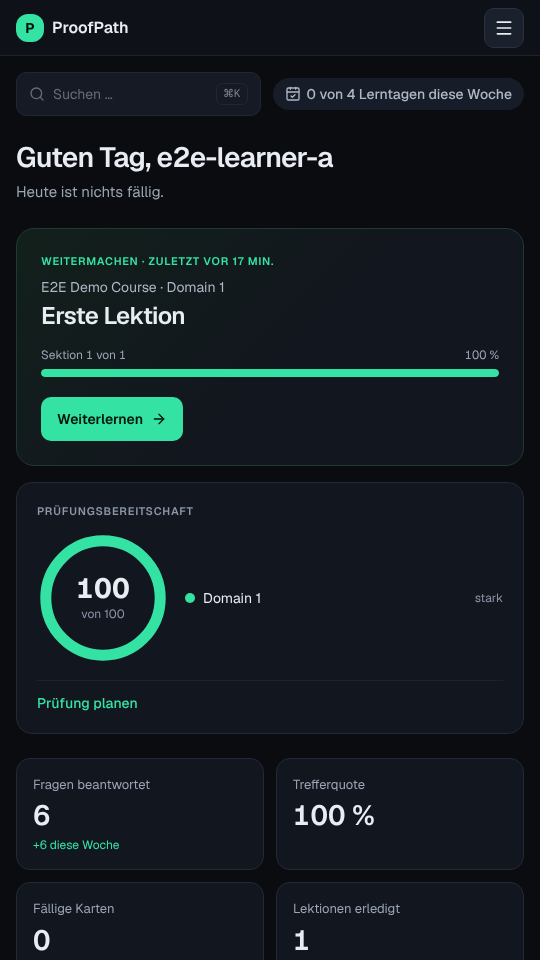 P ProofPath
Suchen …
⌘K
0 von 4 Lerntagen diese Woche
Guten Tag, e2e-learner-a
Heute ist nichts fällig.
WEITERMACHEN · ZULETZT VOR 17 MIN.
E2E Demo Course · Domain 1
Erste Lektion
Sektion 1 von 1
100 %
Weiterlernen →
PRÜFUNGSBEREITSCHAFT
100
von 100
Domain 1
stark
Prüfung planen
Fragen beantwortet
6
+6 diese Woche
Trefferquote
100 %
Fällige Karten
0
Lektionen erledigt
1